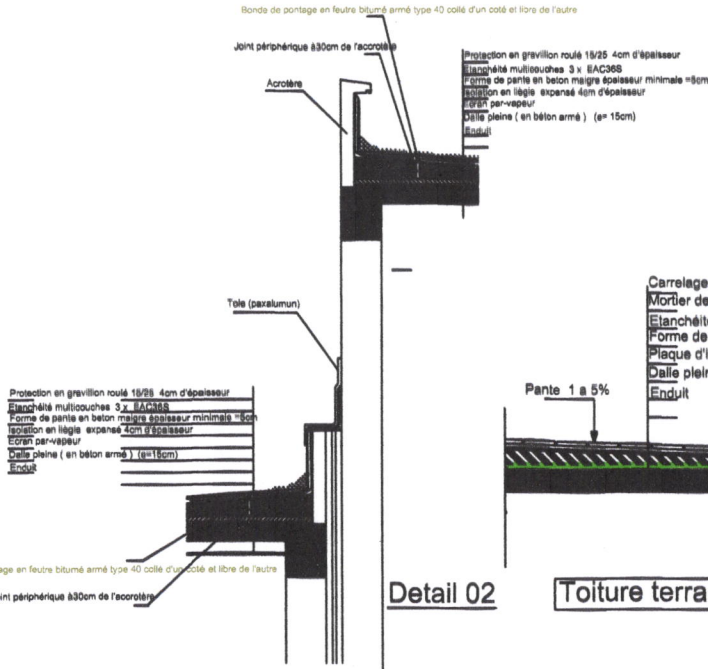 Bonde de pontage en feutre bitumé armé type 40 collé d'un coté et libre de l'autre
Joint périphérique à30cm de l'accrotère
Acrotère
Protection en gravillon roulé 15/25 4cm d'épaisseur
Etanchéité multicouches 3 x EAC36S
Forme de pante en beton maigre épaisseur minimale =5cm
Isolation en liègie expansé 4cm d'épaisseur
Ecran par-vapeur
Dalle pleine ( en béton armé ) (e= 15cm)
Enduit
Tole (paxalumun)
Carrelage
Mortier de
Etanchéité
Forme de
Plaque d'i
Dalle plein
Enduit
Pante 1 a 5%
Protection en gravillion roulé 15/25 4cm d'épaisseur
Etanchéité multicouches 3 x EAC36S
Forme de pante en beton maigre épaisseur minimale =5cm
Isolation en liègie expansé 4cm d'épaisseur
Ecran par-vapeur
Dalle pleine ( en béton armé ) (e=15cm)
Enduit
age en feutre bitumé armé type 40 collé d'un coté et libre de l'autre
int périphérique à30cm de l'accrotère
Detail 02
Toiture terra